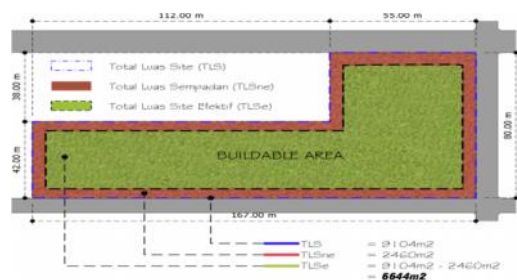 112.00 m
55.00 m
Total Luas Site (TLS)
Total Luas Sempadan (TLSne)
Total Luas Site Efektif (TLSe)
38.00 m
42.00 m
80.00 m
BUILDABLE AREA
167.00 m
TLS = 9104m2
TLSne = 2460m2
TLSe = 9104m2 - 2460m2
= 6644m2